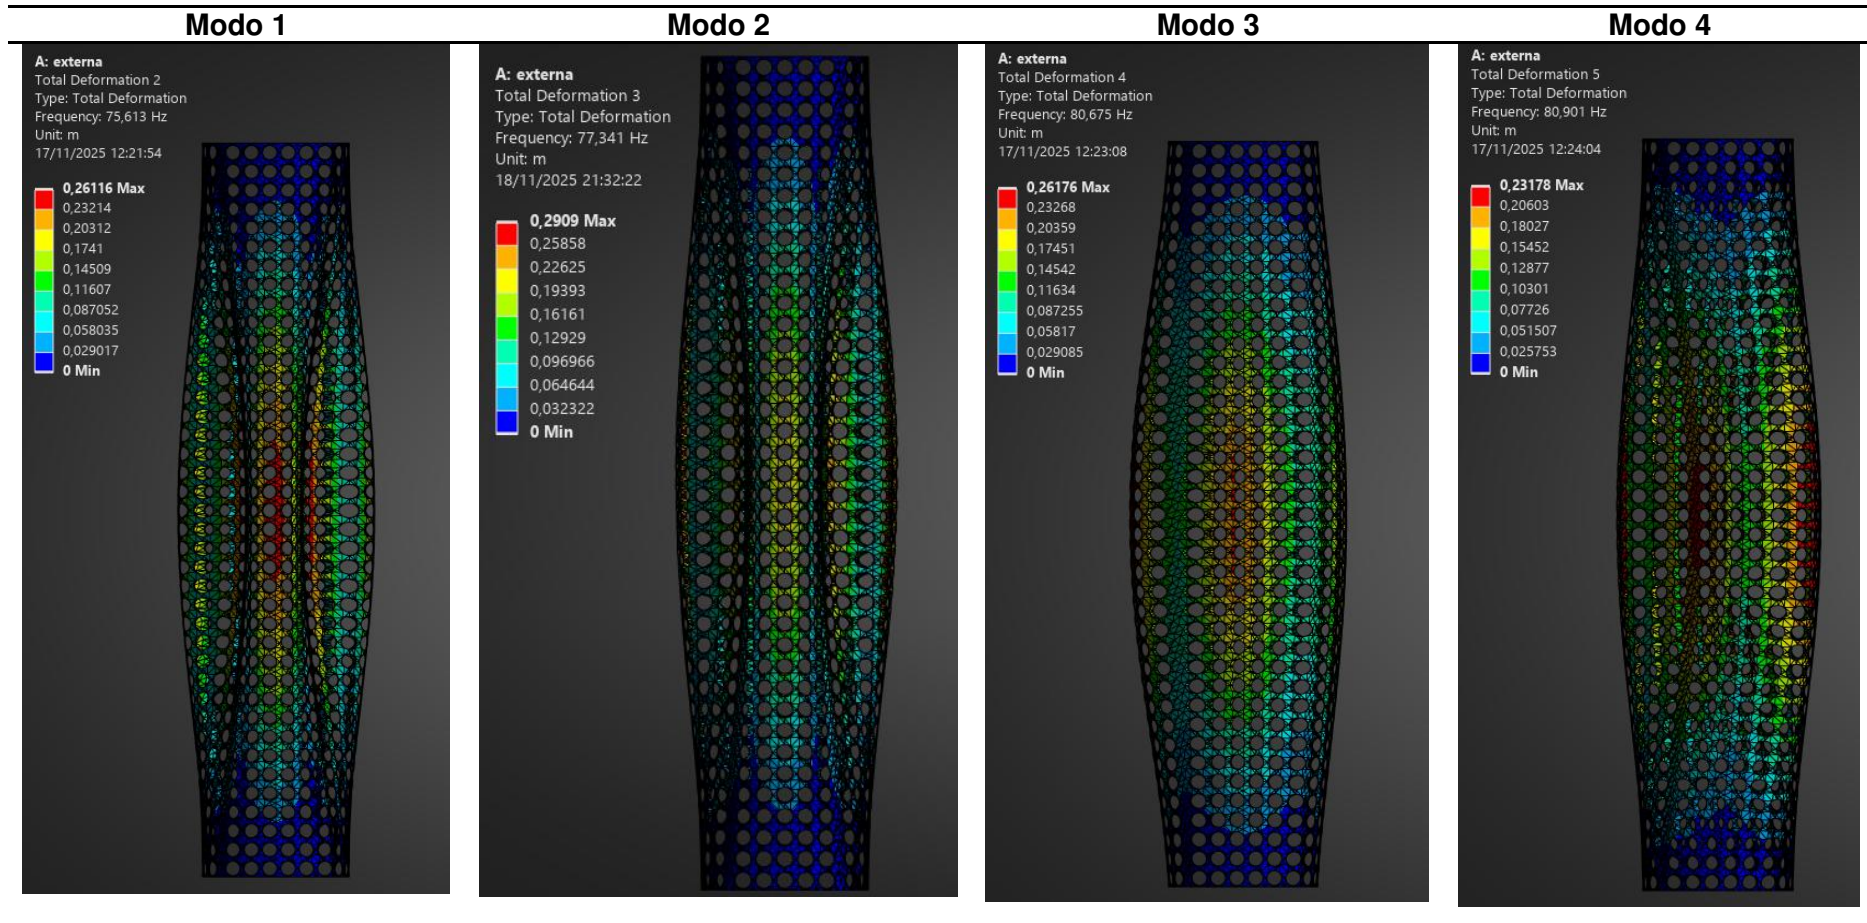 Modo 1
Modo 2
Modo 3
Modo 4
A: externa
Total Deformation 2
Type: Total Deformation
Frequency: 75,613 Hz
Unit: m
17/11/2025 12:21:54
0,26116 Max
0,23214
0,20312
0,1741
0,14509
0,11607
0,087052
0,058035
0,029017
0 Min
A: externa
Total Deformation 3
Type: Total Deformation
Frequency: 77,341 Hz
Unit: m
18/11/2025 21:32:22
0,2909 Max
0,25858
0,22625
0,19393
0,16161
0,12929
0,096966
0,064644
0,032322
0 Min
A: externa
Total Deformation 4
Type: Total Deformation
Frequency: 80,675 Hz
Unit: m
17/11/2025 12:23:08
0,26176 Max
0,23268
0,20359
0,17451
0,14542
0,11634
0,087255
0,05817
0,029085
0 Min
A: externa
Total Deformation 5
Type: Total Deformation
Frequency: 80,901 Hz
Unit: m
17/11/2025 12:24:04
0,23178 Max
0,20603
0,18027
0,15452
0,12877
0,10301
0,07726
0,051507
0,025753
0 Min